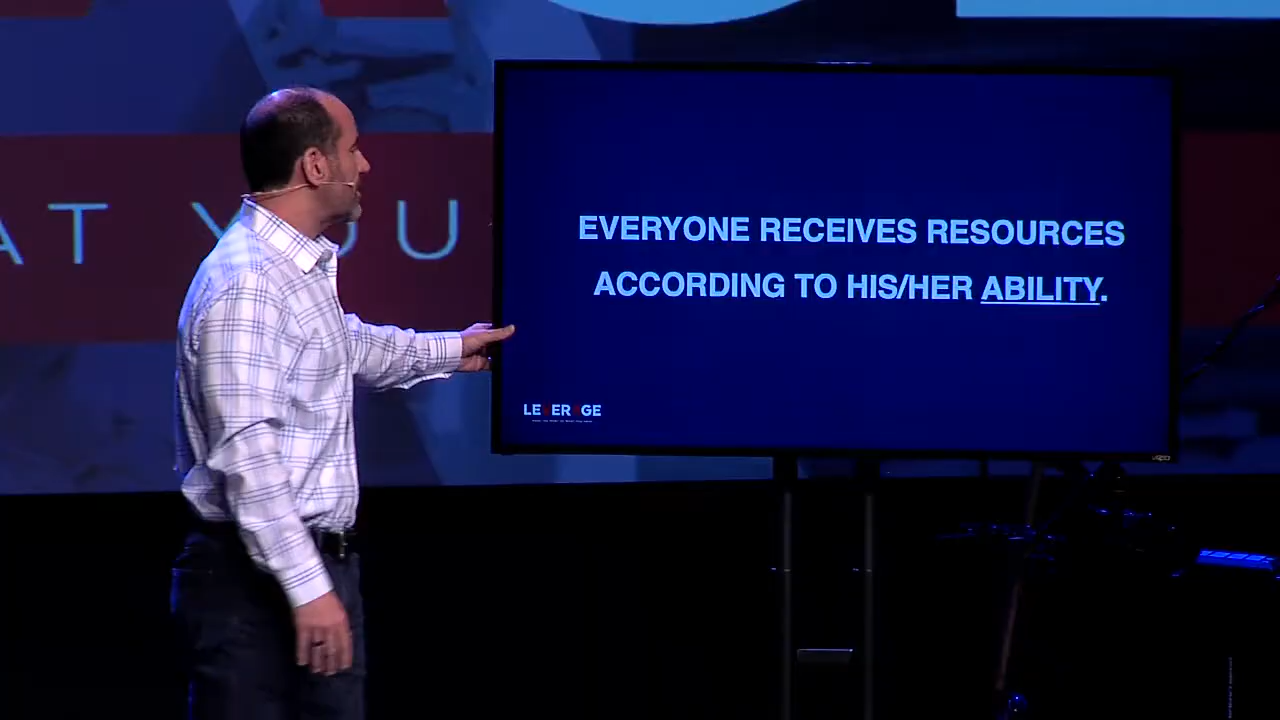 AT YOU
EVERYONE RECEIVES RESOURCES
ACCORDING TO HIS/HER ABILITY.
LEVERAGE